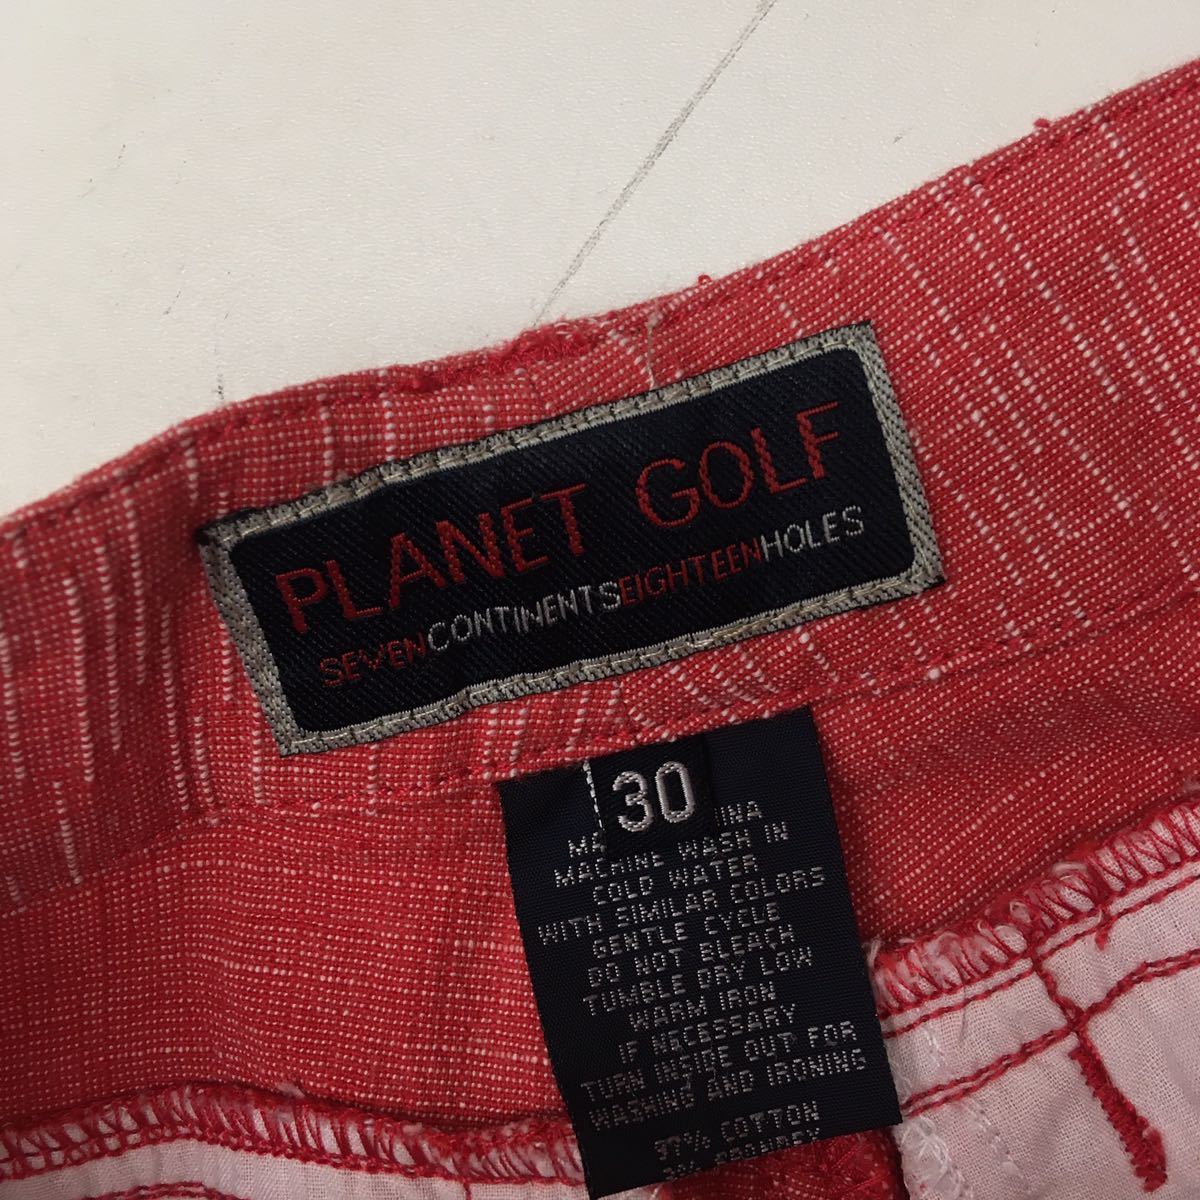 PLANET GOLF
SEVENCONTINENTSEIGHTEENHOLES
30
MACHINE WASH IN
COLD WATER
WITH SIMILAR COLORS
GENTLE CYCLE
DO NOT BLEACH
TUMBLE DRY LOW
WARM IRON
IF NECESSARY
TURN INSIDE OUT FOR
WASHING AND IRONING
97% COTTON